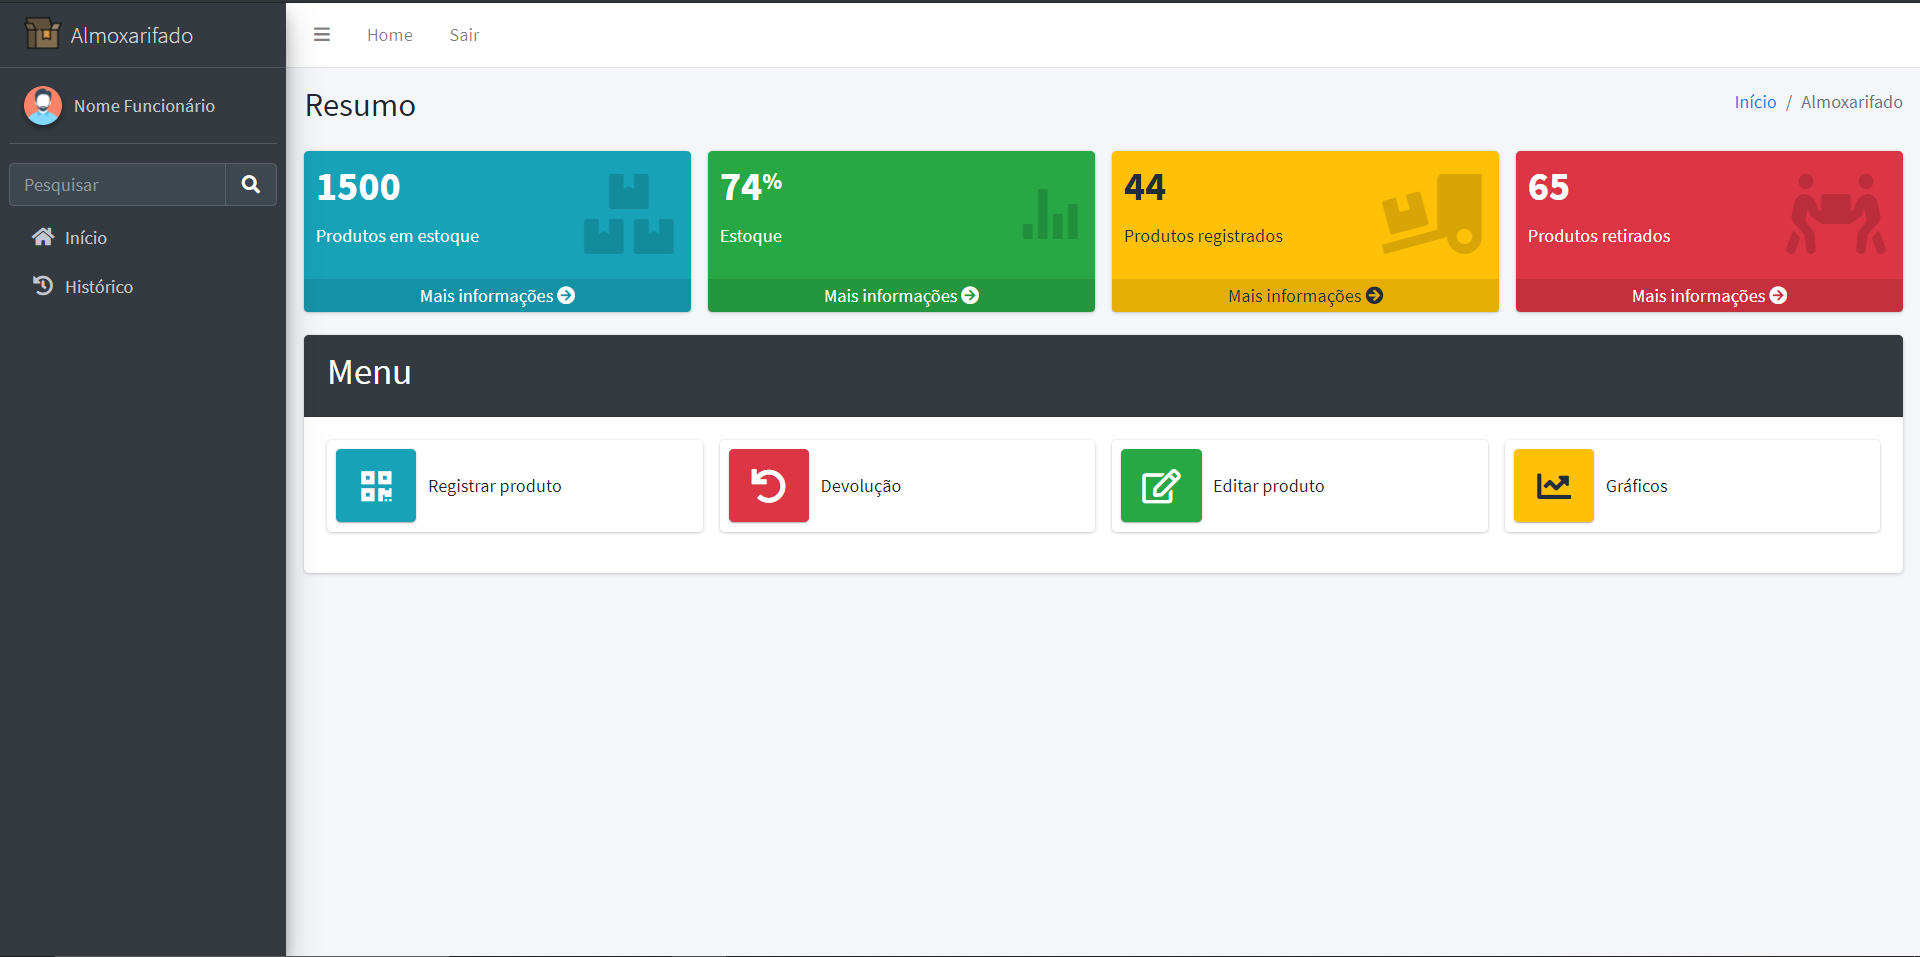 Almoxarifado
Home
Sair
Nome Funcionário
Pesquisar
Início
Histórico
Resumo
Início / Almoxarifado
1500
Produtos em estoque
Mais informações
74%
Estoque
Mais informações
44
Produtos registrados
Mais informações
65
Produtos retirados
Mais informações
Menu
Registrar produto
Devolução
Editar produto
Gráficos